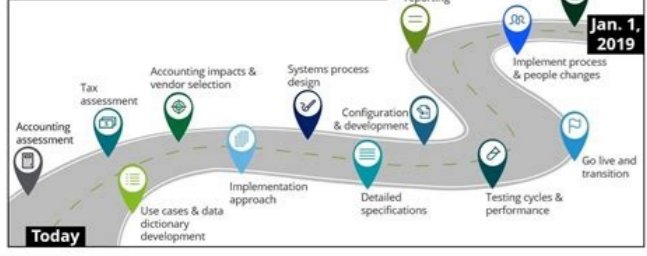 Jan. 1,
2019
Implement process
& people changes
Systems process
design
Accounting impacts &
vendor selection
Tax
assessment
Configuration
& development
Accounting
assessment
Go live and
transition
Implementation
approach
Detailed
specifications
Testing cycles &
performance
Use cases & data
dictionary
development
Today